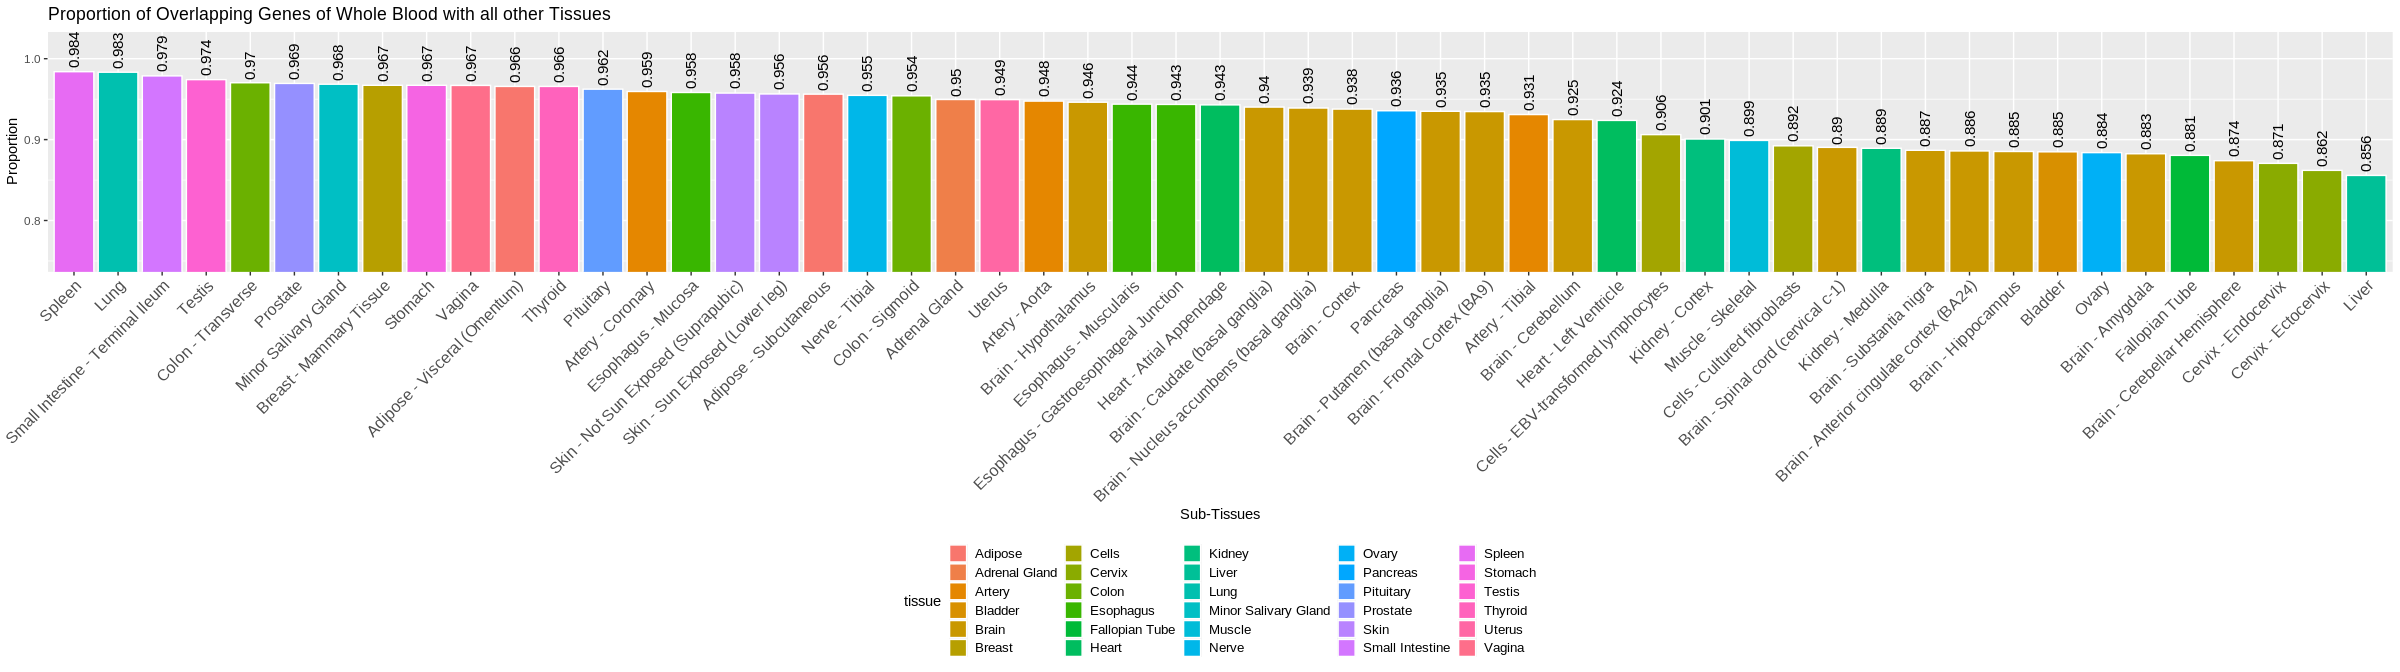 Proportion of Overlapping Genes of Whole Blood with all other Tissues
Proportion
1.0
0.9
0.8
0.984
0.983
0.979
0.974
0.97
0.969
0.968
0.967
0.967
0.967
0.966
0.966
0.962
0.959
0.958
0.958
0.956
0.956
0.955
0.954
0.95
0.949
0.948
0.946
0.944
0.943
0.943
0.94
0.939
0.938
0.936
0.935
0.935
0.931
0.925
0.924
0.906
0.901
0.899
0.892
0.89
0.889
0.887
0.886
0.885
0.885
0.884
0.883
0.881
0.874
0.871
0.862
0.856
Spleen
Lung
Small Intestine - Terminal Ileum
Testis
Colon - Transverse
Prostate
Minor Salivary Gland
Breast - Mammary Tissue
Stomach
Vagina
Adipose - Visceral (Omentum)
Thyroid
Pituitary
Artery - Coronary
Esophagus - Mucosa
Skin - Not Sun Exposed (Suprapubic)
Skin - Sun Exposed (Lower leg)
Adipose - Subcutaneous
Nerve - Tibial
Colon - Sigmoid
Adrenal Gland
Uterus
Artery - Aorta
Brain - Hypothalamus
Esophagus - Muscularis
Esophagus - Gastroesophageal Junction
Heart - Atrial Appendage
Brain - Caudate (basal ganglia)
Brain - Nucleus accumbens (basal ganglia)
Brain - Cortex
Pancreas
Brain - Putamen (basal ganglia)
Brain - Frontal Cortex (BA9)
Artery - Tibial
Brain - Cerebellum
Heart - Left Ventricle
Cells - EBV-transformed lymphocytes
Kidney - Cortex
Muscle - Skeletal
Cells - Cultured fibroblasts
Brain - Spinal cord (cervical c-1)
Kidney - Medulla
Brain - Substantia nigra
Brain - Anterior cingulate cortex (BA24)
Brain - Hippocampus
Bladder
Ovary
Brain - Amygdala
Fallopian Tube
Brain - Cerebellar Hemisphere
Cervix - Endocervix
Cervix - Ectocervix
Liver
Sub-Tissues
tissue
Adipose
Adrenal Gland
Artery
Bladder
Brain
Breast
Cells
Cervix
Colon
Esophagus
Fallopian Tube
Heart
Kidney
Liver
Lung
Minor Salivary Gland
Muscle
Nerve
Ovary
Pancreas
Pituitary
Prostate
Skin
Small Intestine
Spleen
Stomach
Testis
Thyroid
Uterus
Vagina